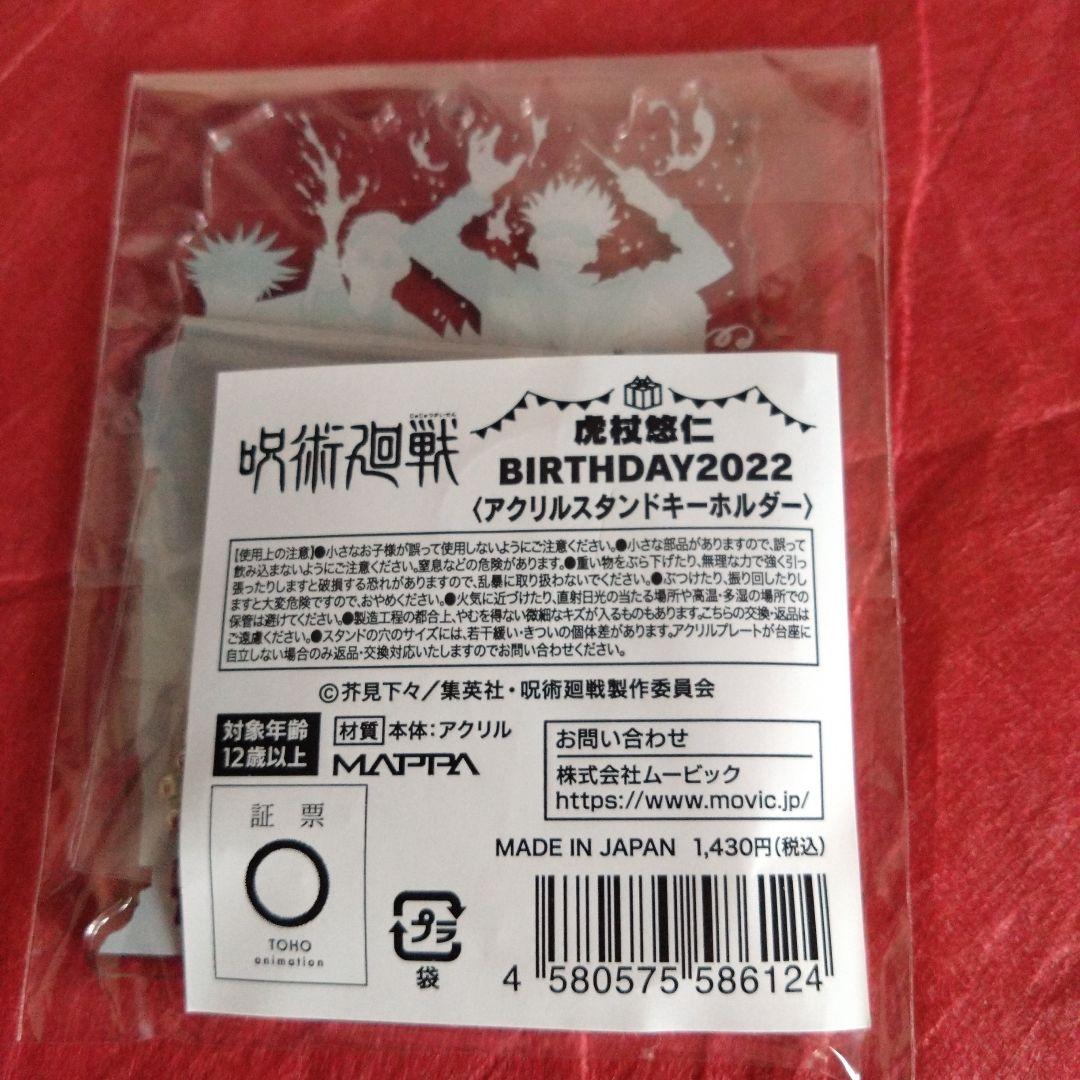 じゅじゅつかいせん
呪術廻戦
虎杖悠仁
BIRTHDAY2022
〈アクリルスタンドキーホルダー〉
【使用上の注意】●小さなお子様が誤って使用しないようにご注意ください。●小さな部品がありますので、誤って
飲み込まないようにご注意ください。窒息などの危険があります。●重い物をぶら下げたり、無理な力で強く引っ
張ったりしますと破損する恐れがありますので、乱暴に取り扱わないでください。●ぶつけたり、振り回したりし
ますと大変危険ですので、おやめください。●火気に近づけたり、直射日光の当たる場所や高温・多湿の場所での
保管は避けてください。●製造工程の都合上、やむを得ない微細なキズが入るものもあります。こちらの交換・返品は
ご遠慮ください。●スタンドの穴のサイズには、若干緩い・きついの個体差があります。アクリルプレートが台座に
自立しない場合のみ返品・交換対応いたしますのでお問い合わせください。
©芥見下々／集英社・呪術廻戦製作委員会
対象年齢
12歳以上
材質 本体：アクリル
MAPPA
お問い合わせ
株式会社ムービック
https://www.movic.jp/
証票
TOHO
animation
MADE IN JAPAN 1,430円(税込)
プラ
袋
4 580575 586124